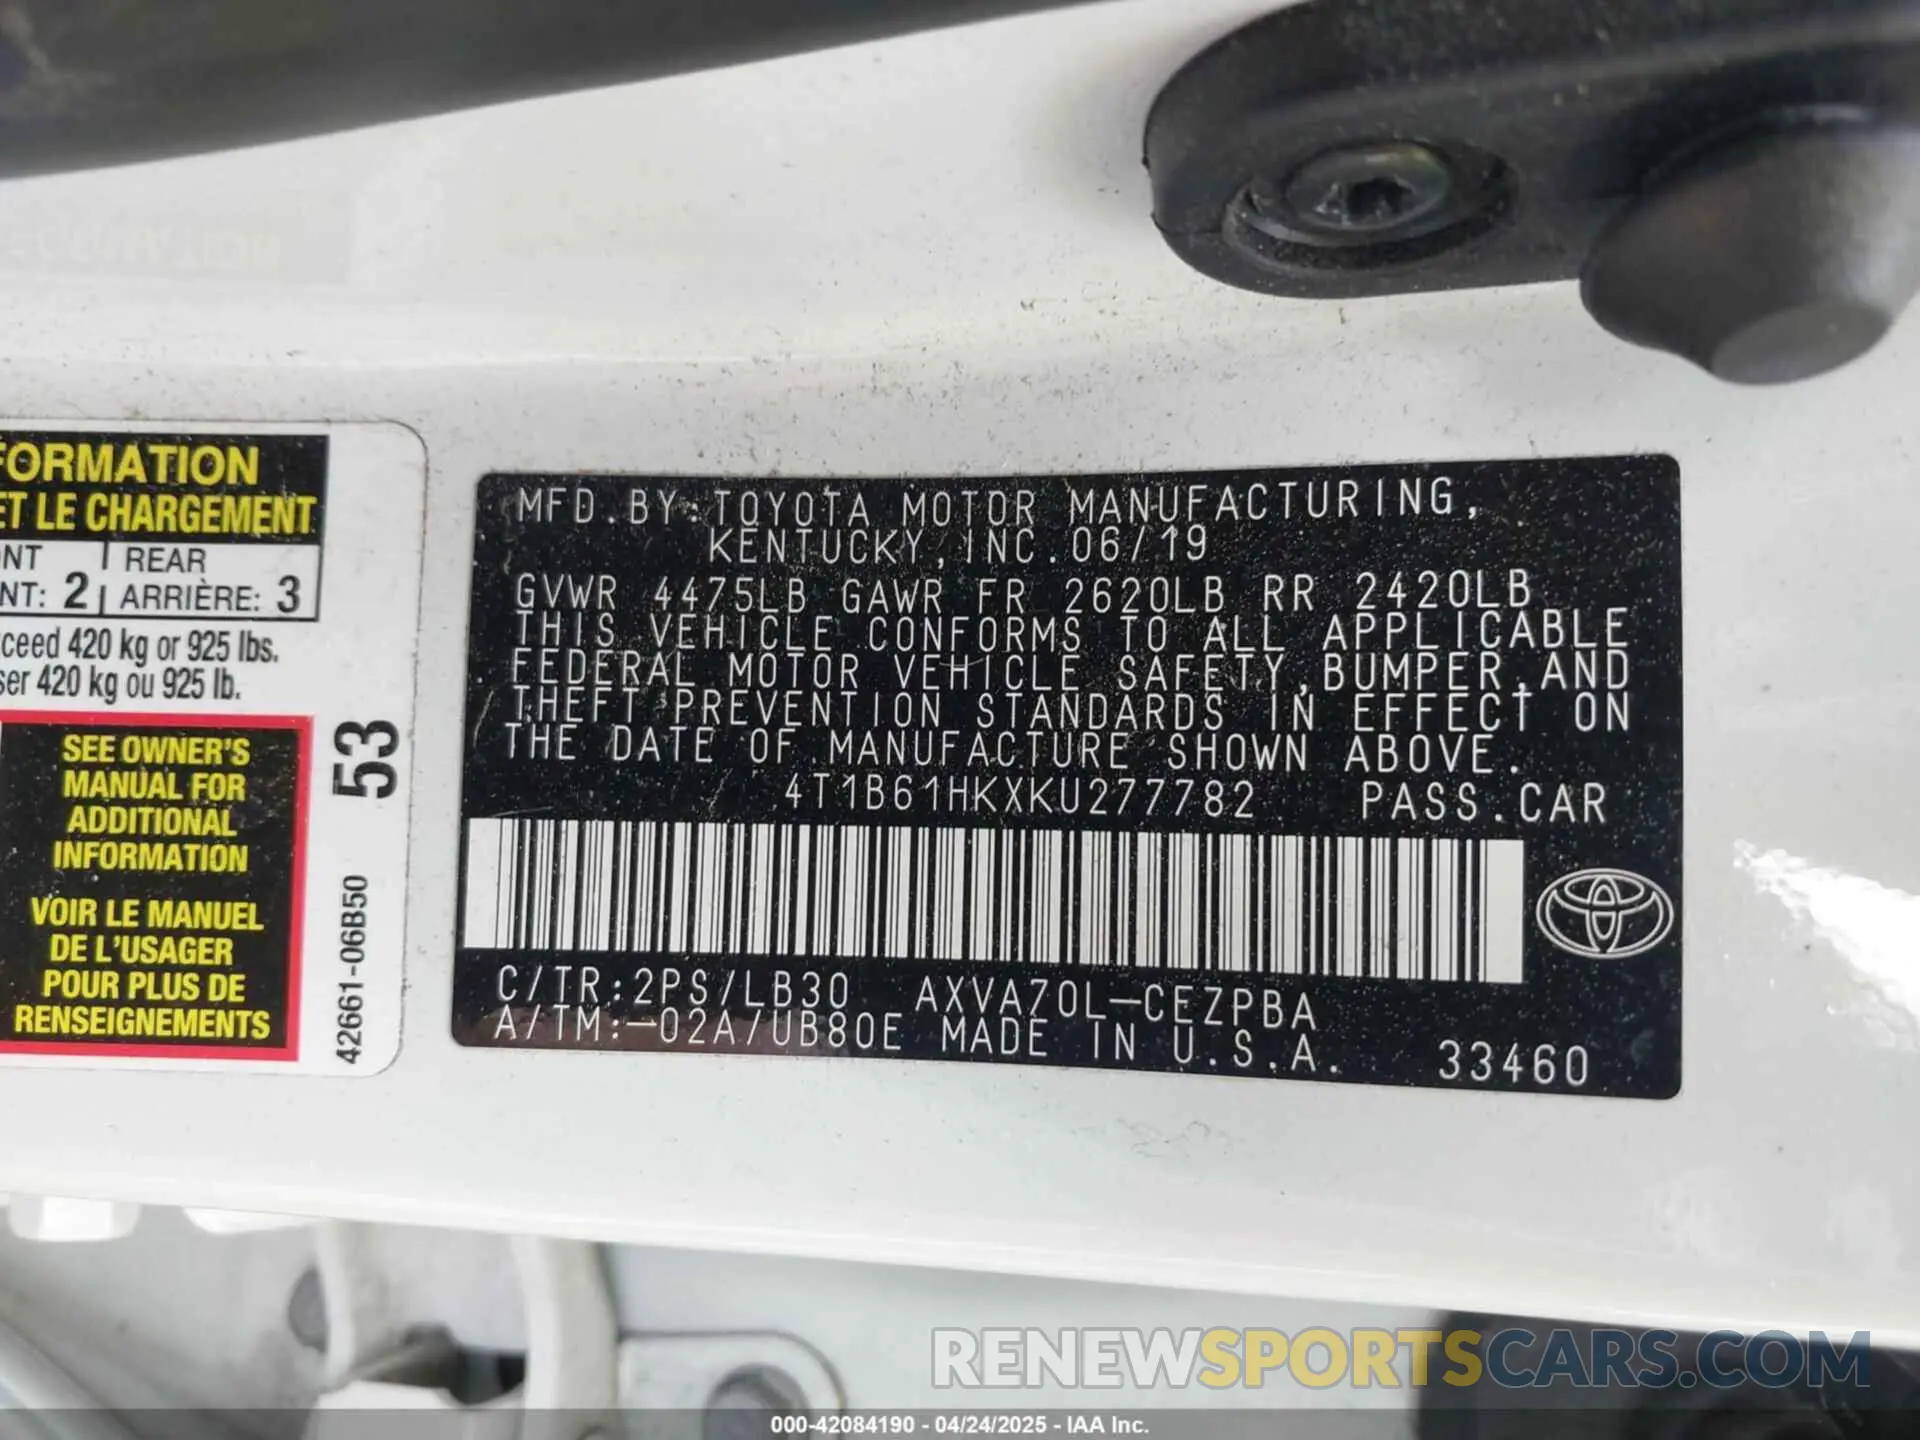 FORMATION
ET LE CHARGEMENT
REAR
NT: 2 ARRIÈRE: 3
ceed 420 kg or 925 lbs.
ser 420 kg ou 925 lb.
SEE OWNER'S
MANUAL FOR
ADDITIONAL
INFORMATION
VOIR LE MANUEL
DE L'USAGER
POUR PLUS DE
RENSEIGNEMENTS
53
42661-06B50
MFD.BY:TOYOTA MOTOR MANUFACTURING,
KENTUCKY,INC.06/19
GVWR 4475LB GAWR FR 2620LB RR 2420LB
THIS VEHICLE CONFORMS TO ALL APPLICABLE
FEDERAL MOTOR VEHICLE SAFETY,BUMPER,AND
THEFT PREVENTION STANDARDS IN EFFECT ON
THE DATE OF MANUFACTURE SHOWN ABOVE.
4T1B61HKXKU277782 PASS.CAR
C/TR:2PS/LB30 AXVA70L-CEZPBA
A/TM:-02A/UB80E MADE IN U.S.A. 33460
RENEWSPORTSCARS.COM
000-42084190 - 04/24/2025 - IAA Inc.